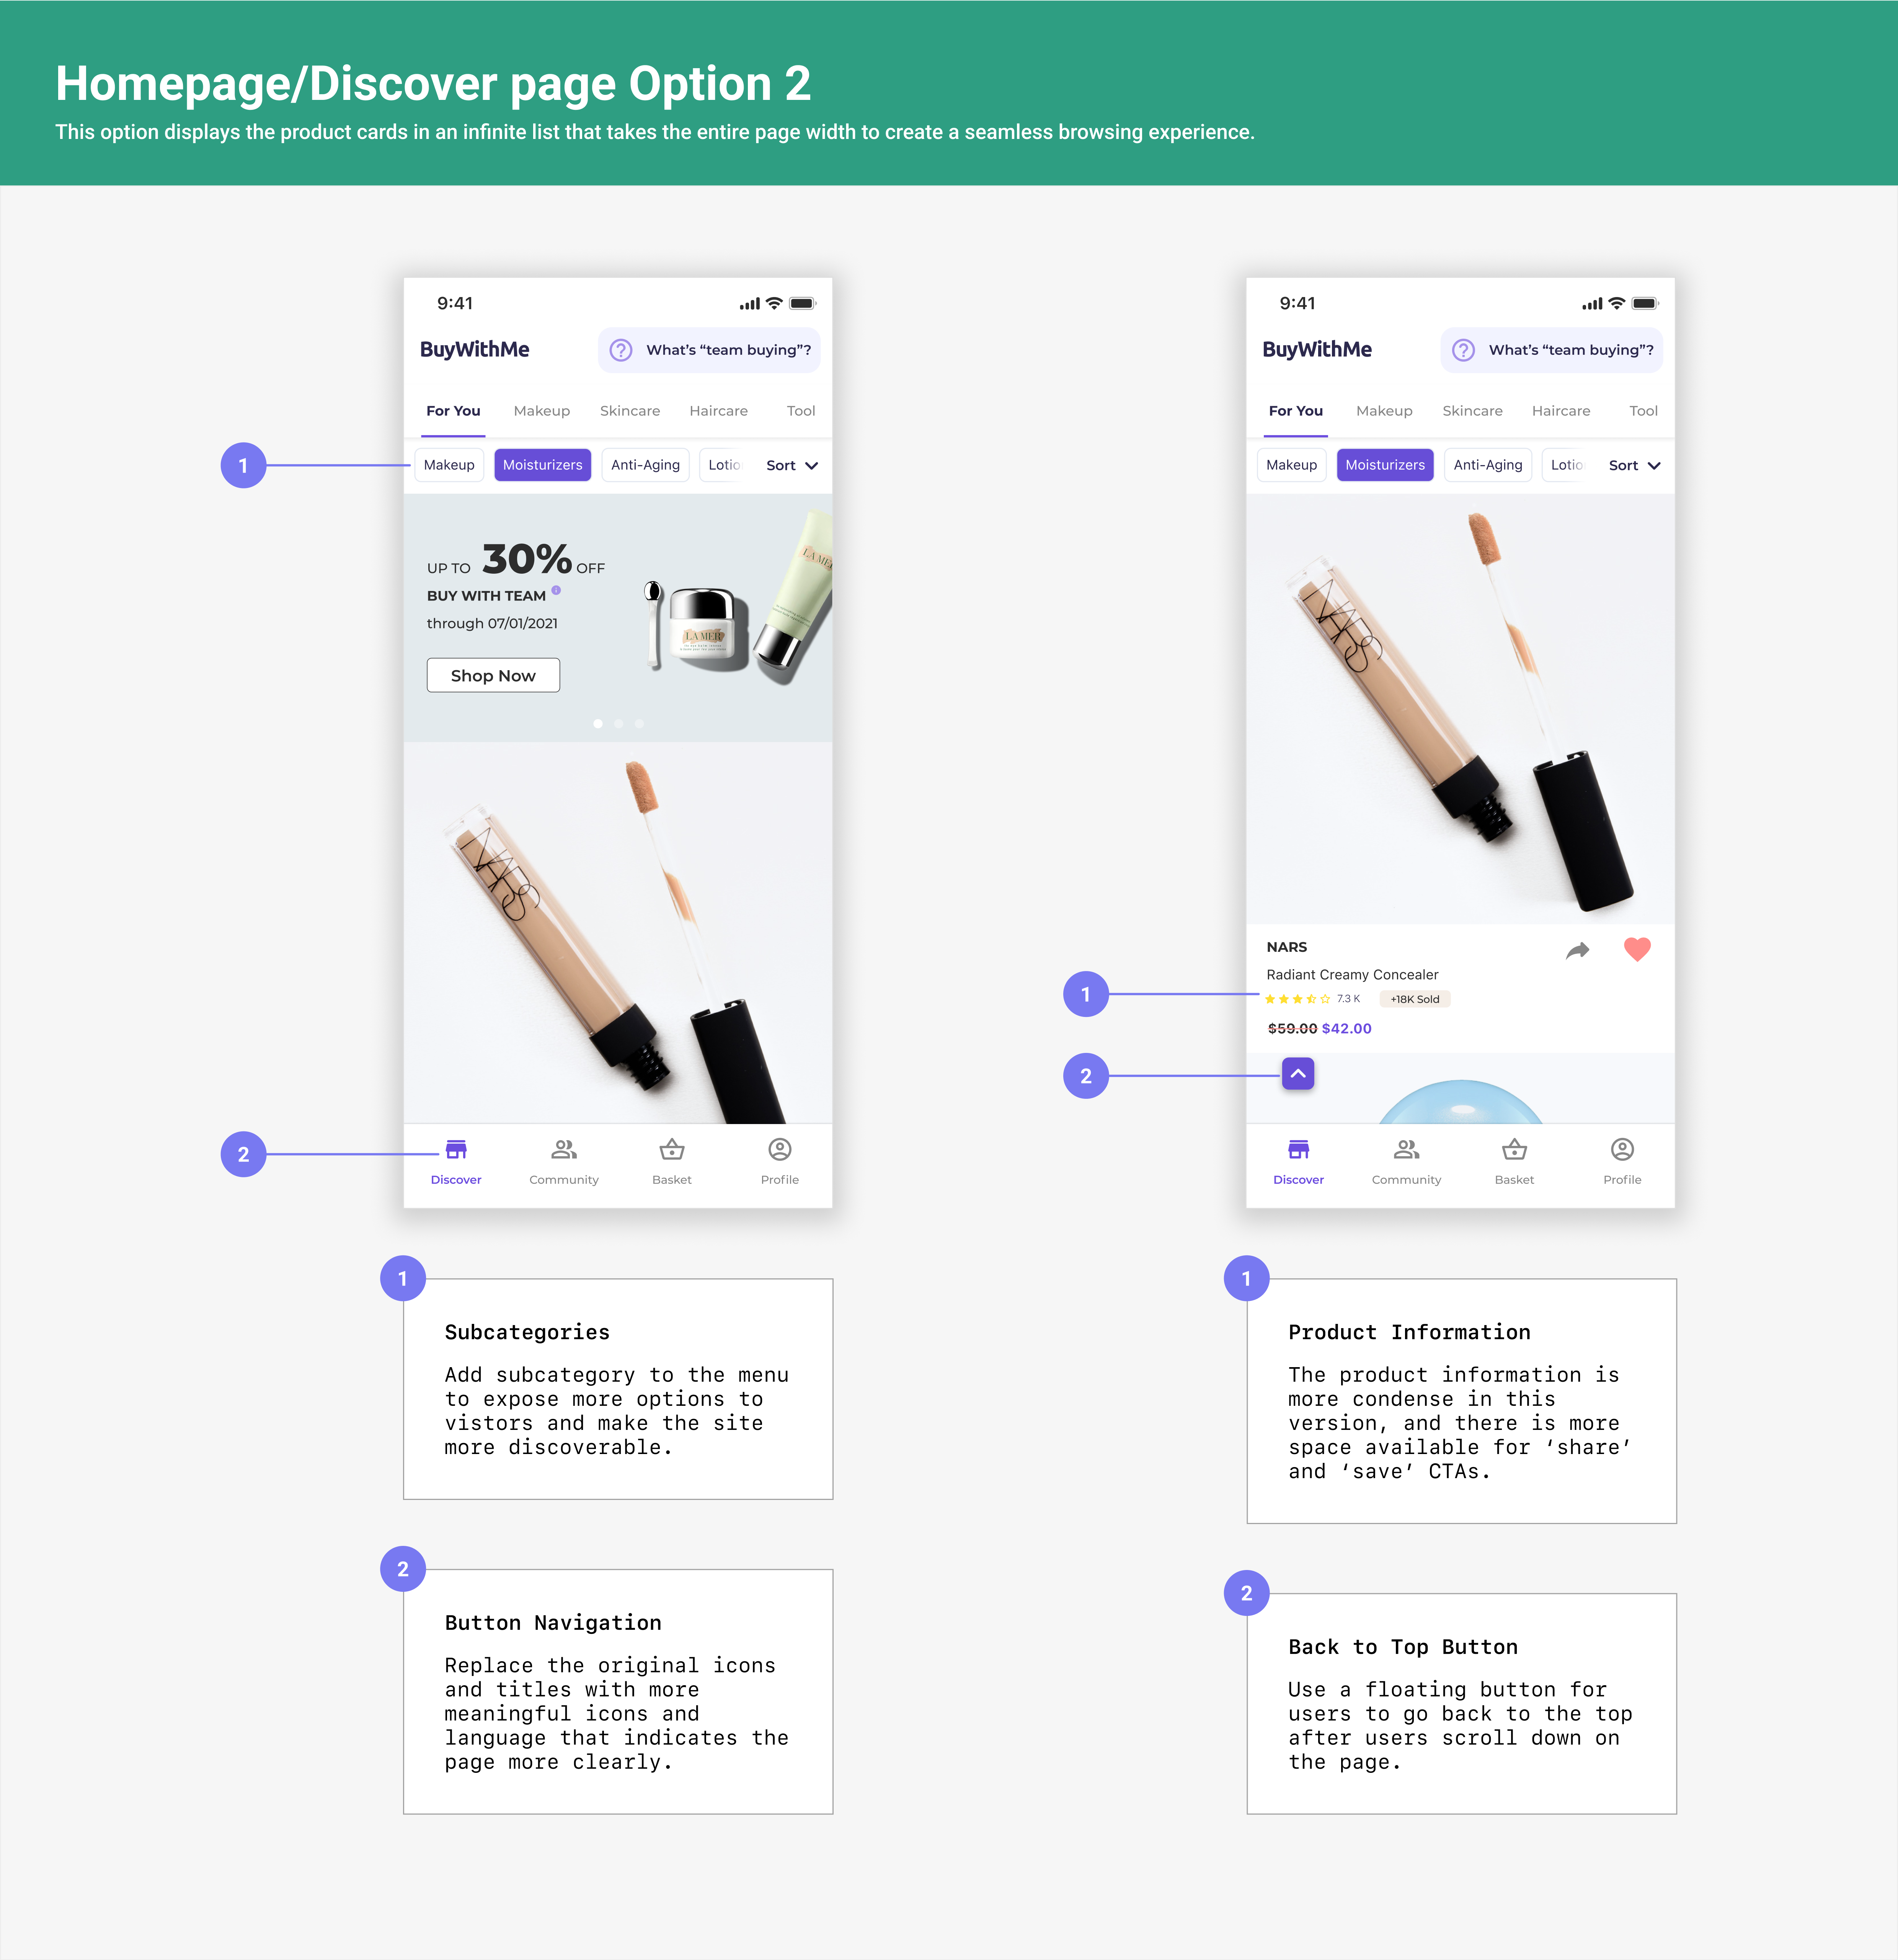 Homepage/Discover page Option 2
This option displays the product cards in an infinite list that takes the entire page width to create a seamless browsing experience.
9:41
BuyWithMe
What's “team buying”?
For You Makeup Skincare Haircare Tool
1
Makeup Moisturizers Anti-Aging Lotio Sort
UP TO 30% OFF
BUY WITH TEAM
through 07/01/2021
Shop Now
LA MER
LA MER
NARS
2
Discover Community Basket Profile
9:41
BuyWithMe
What's “team buying”?
For You Makeup Skincare Haircare Tool
Makeup Moisturizers Anti-Aging Lotio Sort
NARS
NARS
Radiant Creamy Concealer
1
7.3 K +18K Sold
$59.00 $42.00
2
Discover Community Basket Profile
1
Subcategories
Add subcategory to the menu
to expose more options to
vistors and make the site
more discoverable.
2
Button Navigation
Replace the original icons
and titles with more
meaningful icons and
language that indicates the
page more clearly.
1
Product Information
The product information is
more condense in this
version, and there is more
space available for ‘share’
and ‘save’ CTAs.
2
Back to Top Button
Use a floating button for
users to go back to the top
after users scroll down on
the page.